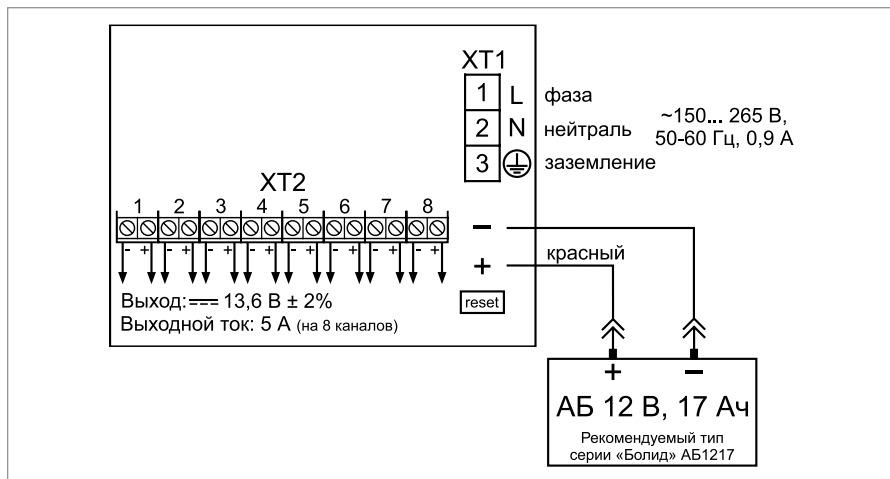 XT1
1 L фаза
2 N нейтраль
3 заземление
~150... 265 В,
50-60 Гц, 0,9 А
XT2
1 2 3 4 5 6 7 8
- + - + - + - + - + - + - + - +
−
+
красный
reset
Выход: 13,6 В ± 2%
Выходной ток: 5 А (на 8 каналов)
+ −
АБ 12 В, 17 Ач
Рекомендуемый тип
серии «Болид» АБ1217